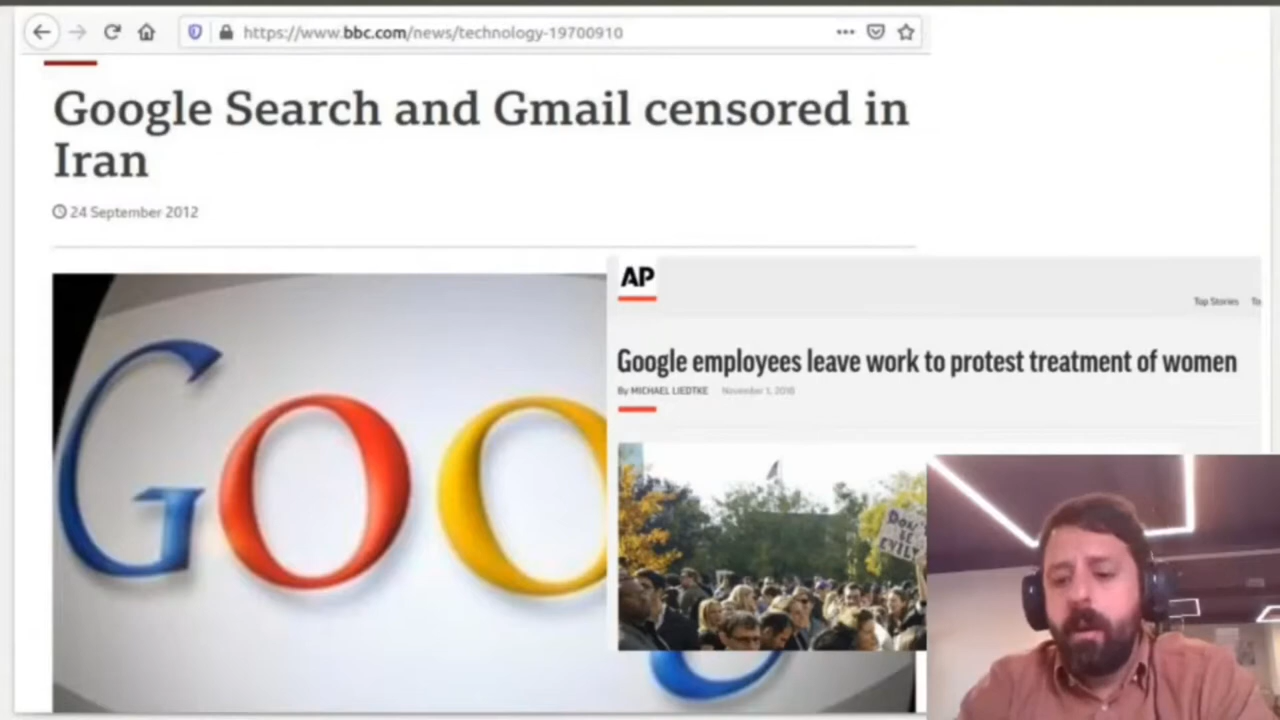 https://www.bbc.com/news/technology-19700910
Google Search and Gmail censored in
Iran
24 September 2012
Goo
AP
Top Stories To
Google employees leave work to protest treatment of women
By MICHAEL LIEDTKE November 1, 2018
DON'T
BE
EVIL